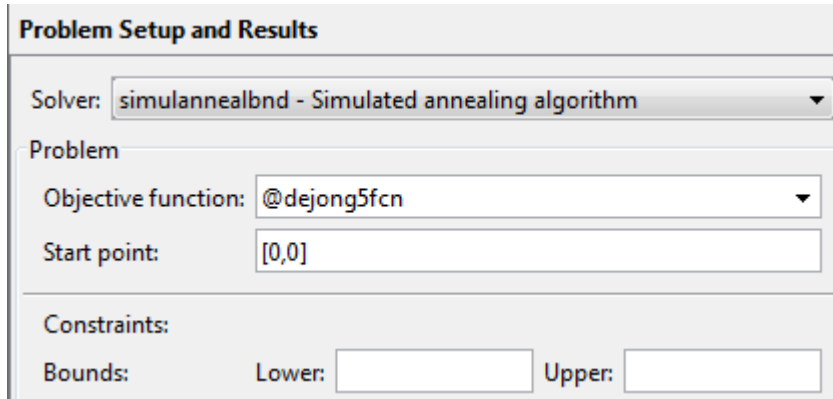 Problem Setup and Results
Solver: simulannealbnd - Simulated annealing algorithm
Problem
Objective function: @dejong5fcn
Start point: [0,0]
Constraints:
Bounds: Lower: Upper: